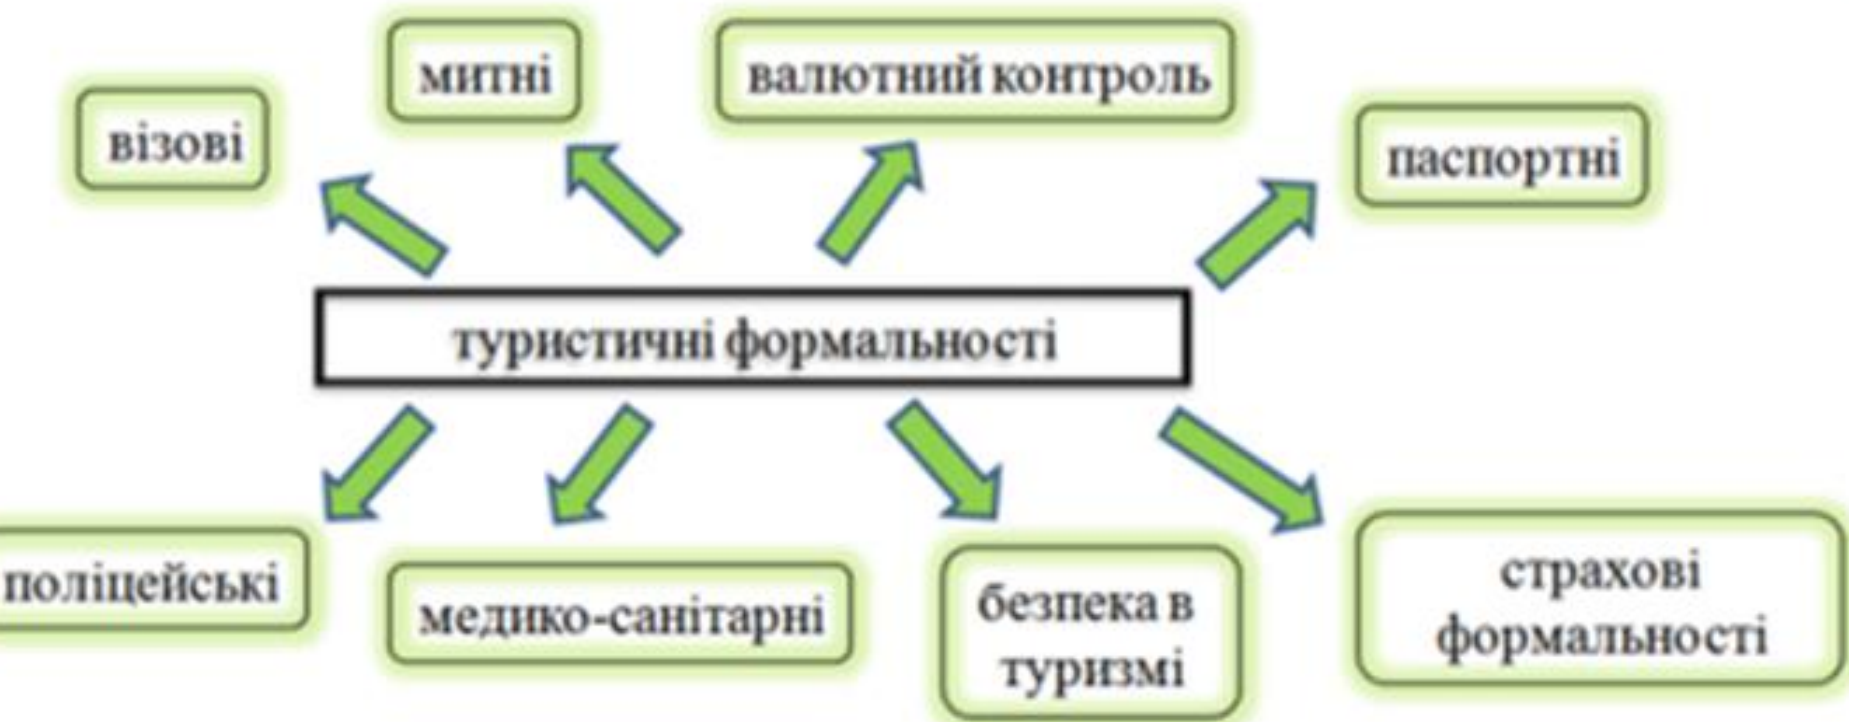 митні
валютний контроль
візові
паспортні
туристичні формальності
поліцейські
медико-санітарні
безпека в
туризмі
страхові
формальності